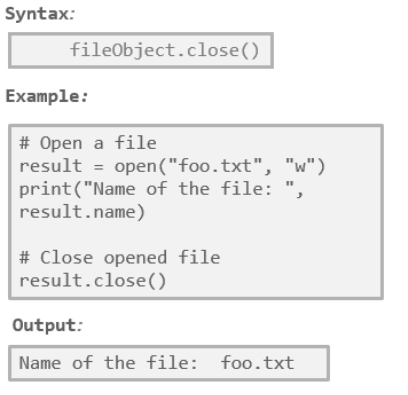 Syntax:
fileObject.close()
Example:
# Open a file
result = open("foo.txt", "w")
print("Name of the file: ",
result.name)
# Close opened file
result.close()
Output:
Name of the file:  foo.txt